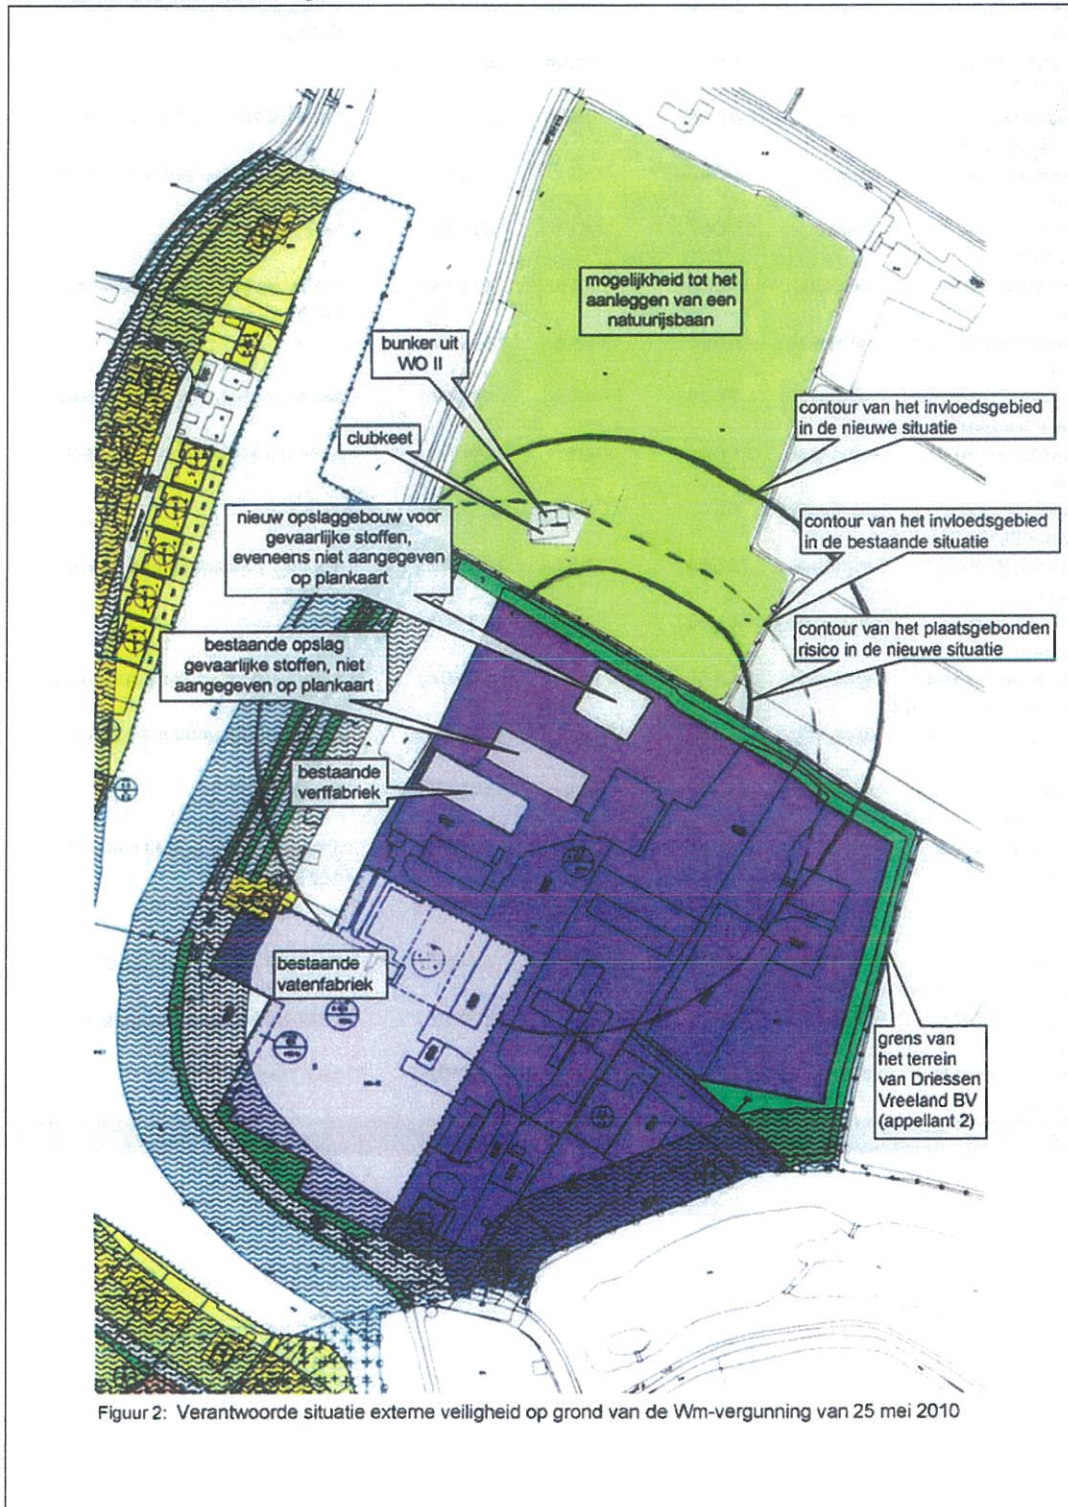 mogelijkheid tot het
aanleggen van een
natuurijsbaan
bunker uit
WO II
clubkeet
contour van het invloedsgebied
in de nieuwe situatie
nieuw opslaggebouw voor
gevaarlijke stoffen,
eveneens niet aangegeven
op plankaart
contour van het invloedsgebied
in de bestaande situatie
contour van het plaatsgebonden
risico in de nieuwe situatie
bestaande opslag
gevaarlijke stoffen, niet
aangegeven op plankaart
bestaande
verffabriek
bestaande
vatenfabriek
grens van
het terrein
van Driessen
Vreeland BV
(appellant 2)
Figuur 2: Verantwoorde situatie externe veiligheid op grond van de Wm-vergunning van 25 mei 2010